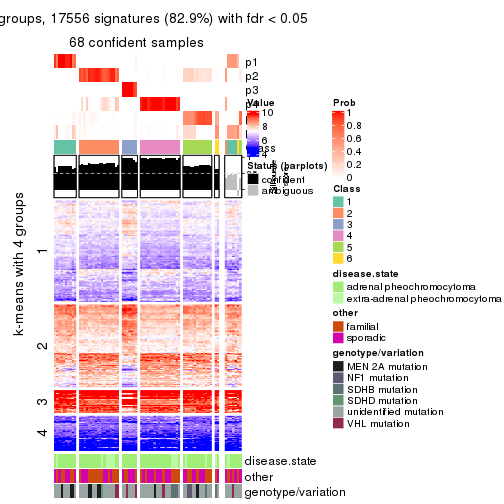 groups, 17556 signatures (82.9%) with fdr < 0.05
68 confident samples
p1
p2
p3
Value
10
8
6
4
Prob
1
0.8
0.6
0.4
0.2
0
Status (barplots)
confident
ambiguous
Class
1
2
3
4
5
6
disease.state
adrenal pheochromocytoma
extra-adrenal pheochromocytoma
other
familial
sporadic
genotype/variation
MEN 2A mutation
NF1 mutation
SDHB mutation
SDHD mutation
unidentified mutation
VHL mutation
k-means with 4 groups
1
2
3
4
disease.state
other
genotype/variation